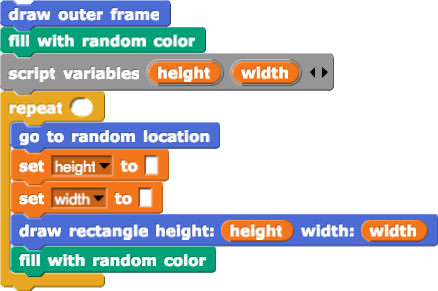 draw outer frame
fill with random color
script variables height width
repeat
go to random location
set height to
set width to
draw rectangle height: height width: width
fill with random color